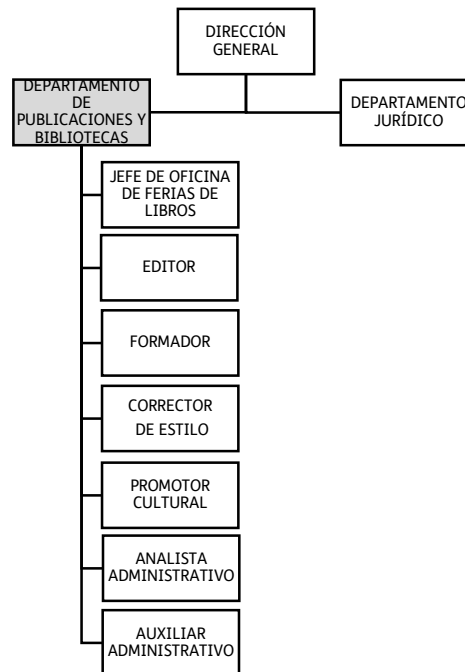 DIRECCIÓN
GENERAL
DEPARTAMENTO
DE
PUBLICACIONES Y
BIBLIOTECAS
DEPARTAMENTO
JURÍDICO
JEFE DE OFICINA
DE FERIAS DE
LIBROS
EDITOR
FORMADOR
CORRECTOR
DE ESTILO
PROMOTOR
CULTURAL
ANALISTA
ADMINISTRATIVO
AUXILIAR
ADMINISTRATIVO